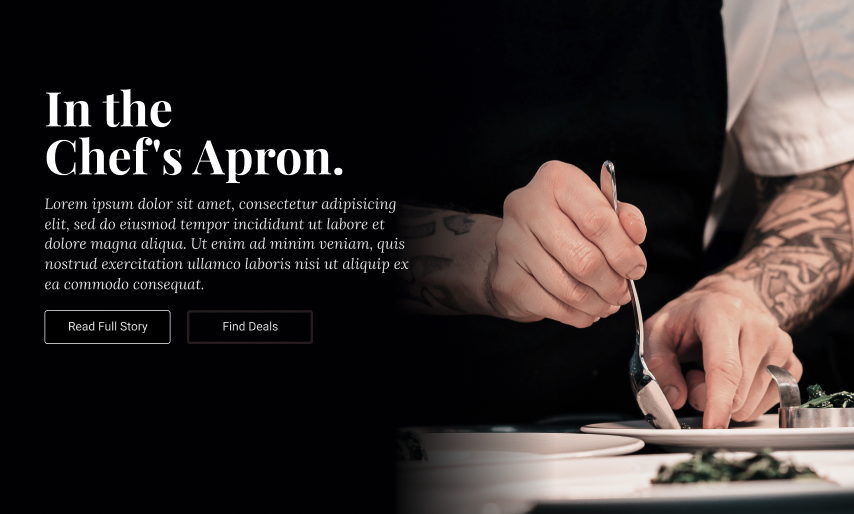 In the
Chef's Apron.
Lorem ipsum dolor sit amet, consectetur adipisicing
elit, sed do eiusmod tempor incididunt ut labore et
dolore magna aliqua. Ut enim ad minim veniam, quis
nostrud exercitation ullamco laboris nisi ut aliquip ex
ea commodo consequat.
Read Full Story
Find Deals